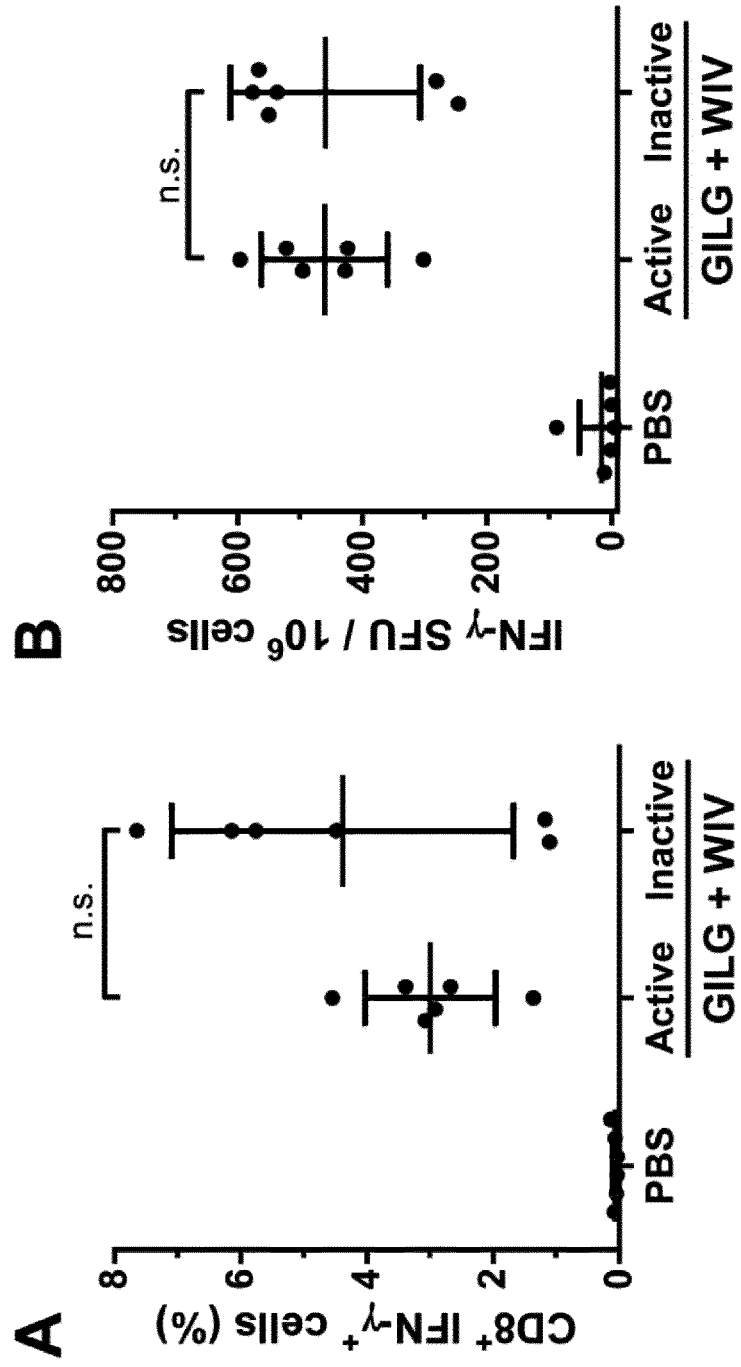 A
CD8⁺ IFN-γ⁺ cells (%)
8
6
4
2
0
n.s.
PBS
Active
Inactive
GILG + WIV
B
IFN-γ SFU / 10⁶ cells
800
600
400
200
0
n.s.
PBS
Active
Inactive
GILG + WIV